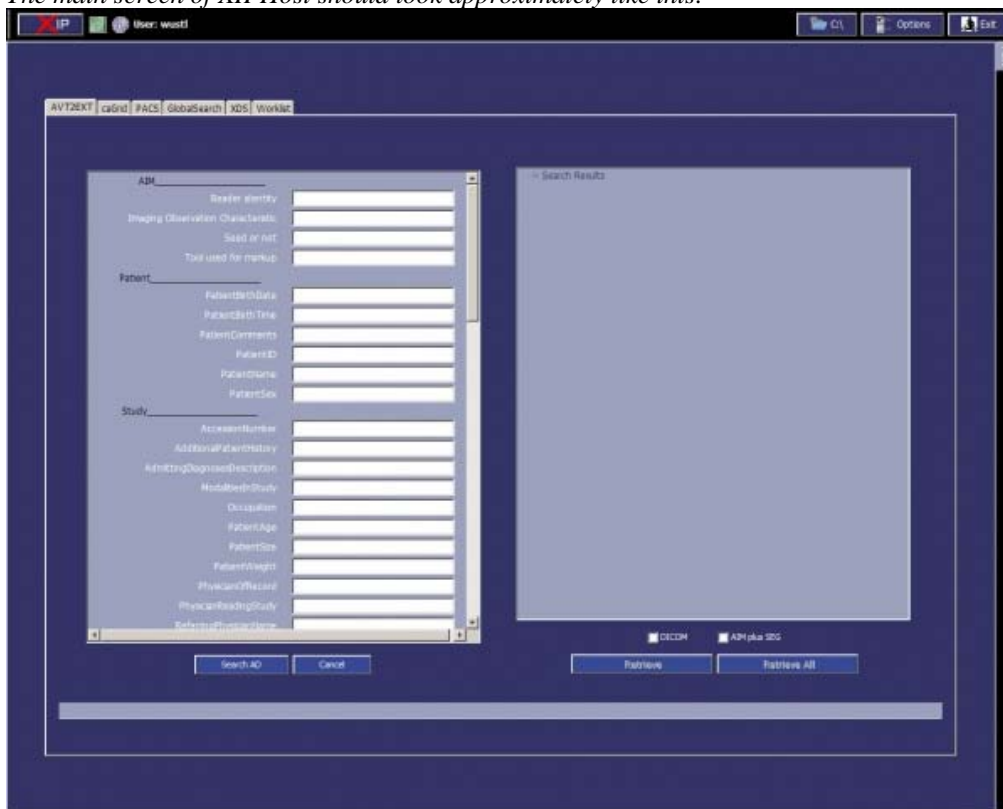 The main screen of XIP Host should look approximately like this:
XIP User: wustl C:\ Options Exit
AVT2EXT caGrid PACS GlobalSearch XDS Worklist
AIM
Reader identity
Imaging Observation Characteristic
Seed or not
Tool used for markup
Patient
PatientBirthDate
PatientBirthTime
PatientComments
PatientID
PatientName
PatientSex
Study
AccessionNumber
AdditionalPatientHistory
AdmittingDiagnosesDescription
ModalitiesInStudy
Occupation
PatientAge
PatientSize
PatientWeight
PhysicianOfRecord
PhysicianReadingStudy
ReferringPhysicianName
Search AD Cancel
Search Results
DICOM AIM plus SEG
Retrieve Retrieve All